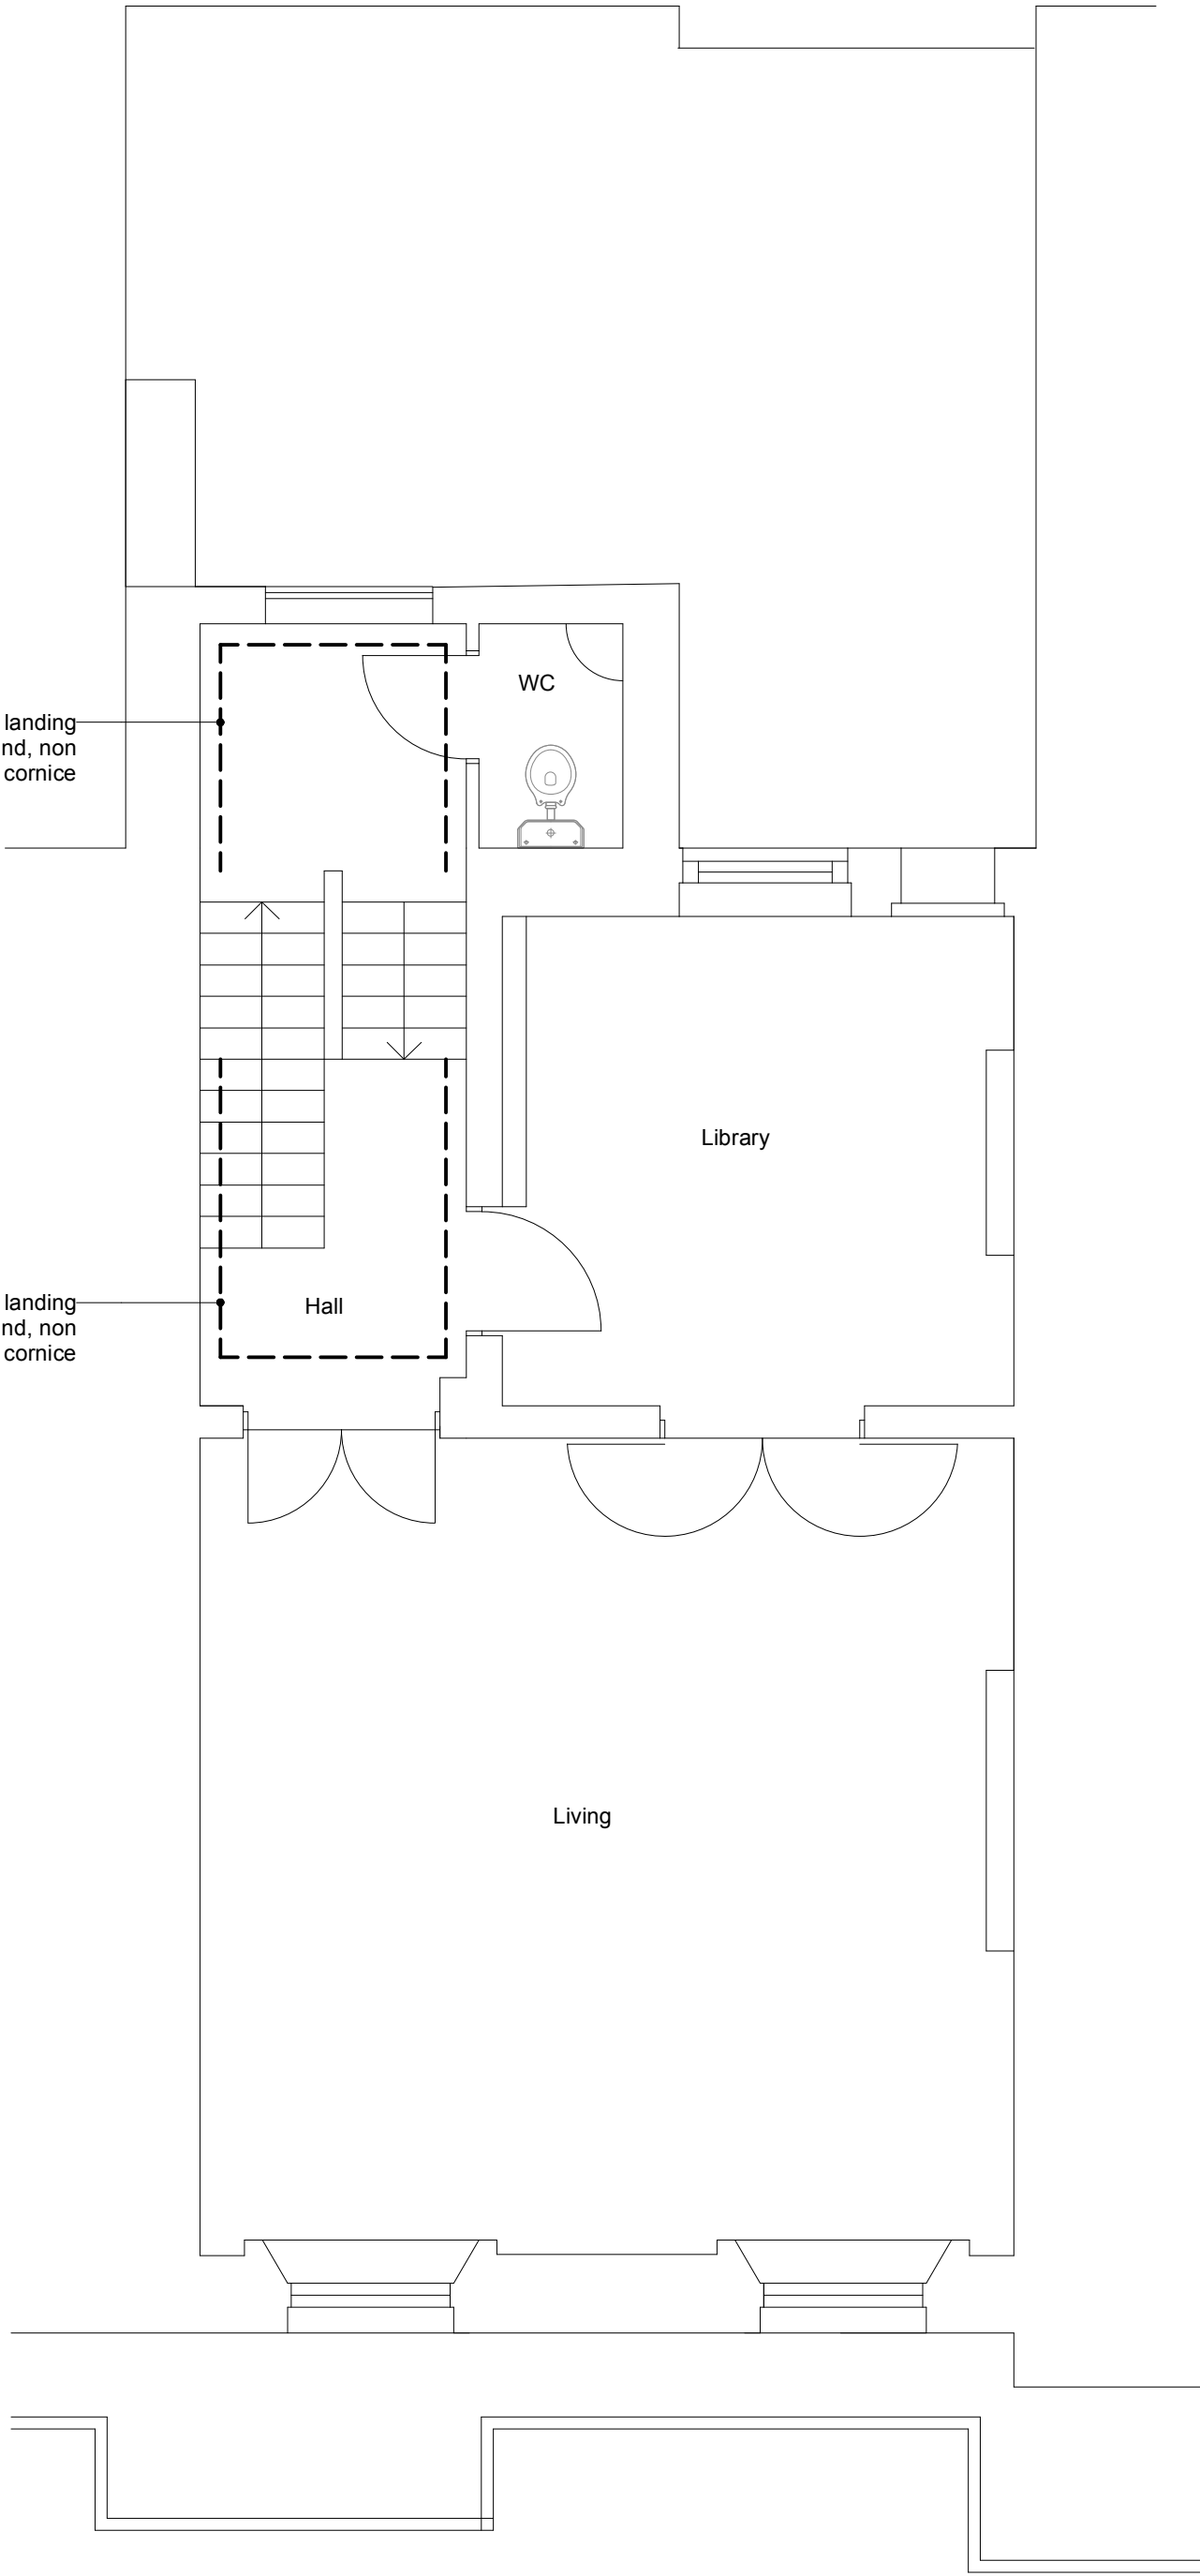 WC
landing
nd, non
cornice
Library
landing
nd, non
cornice
Hall
Living